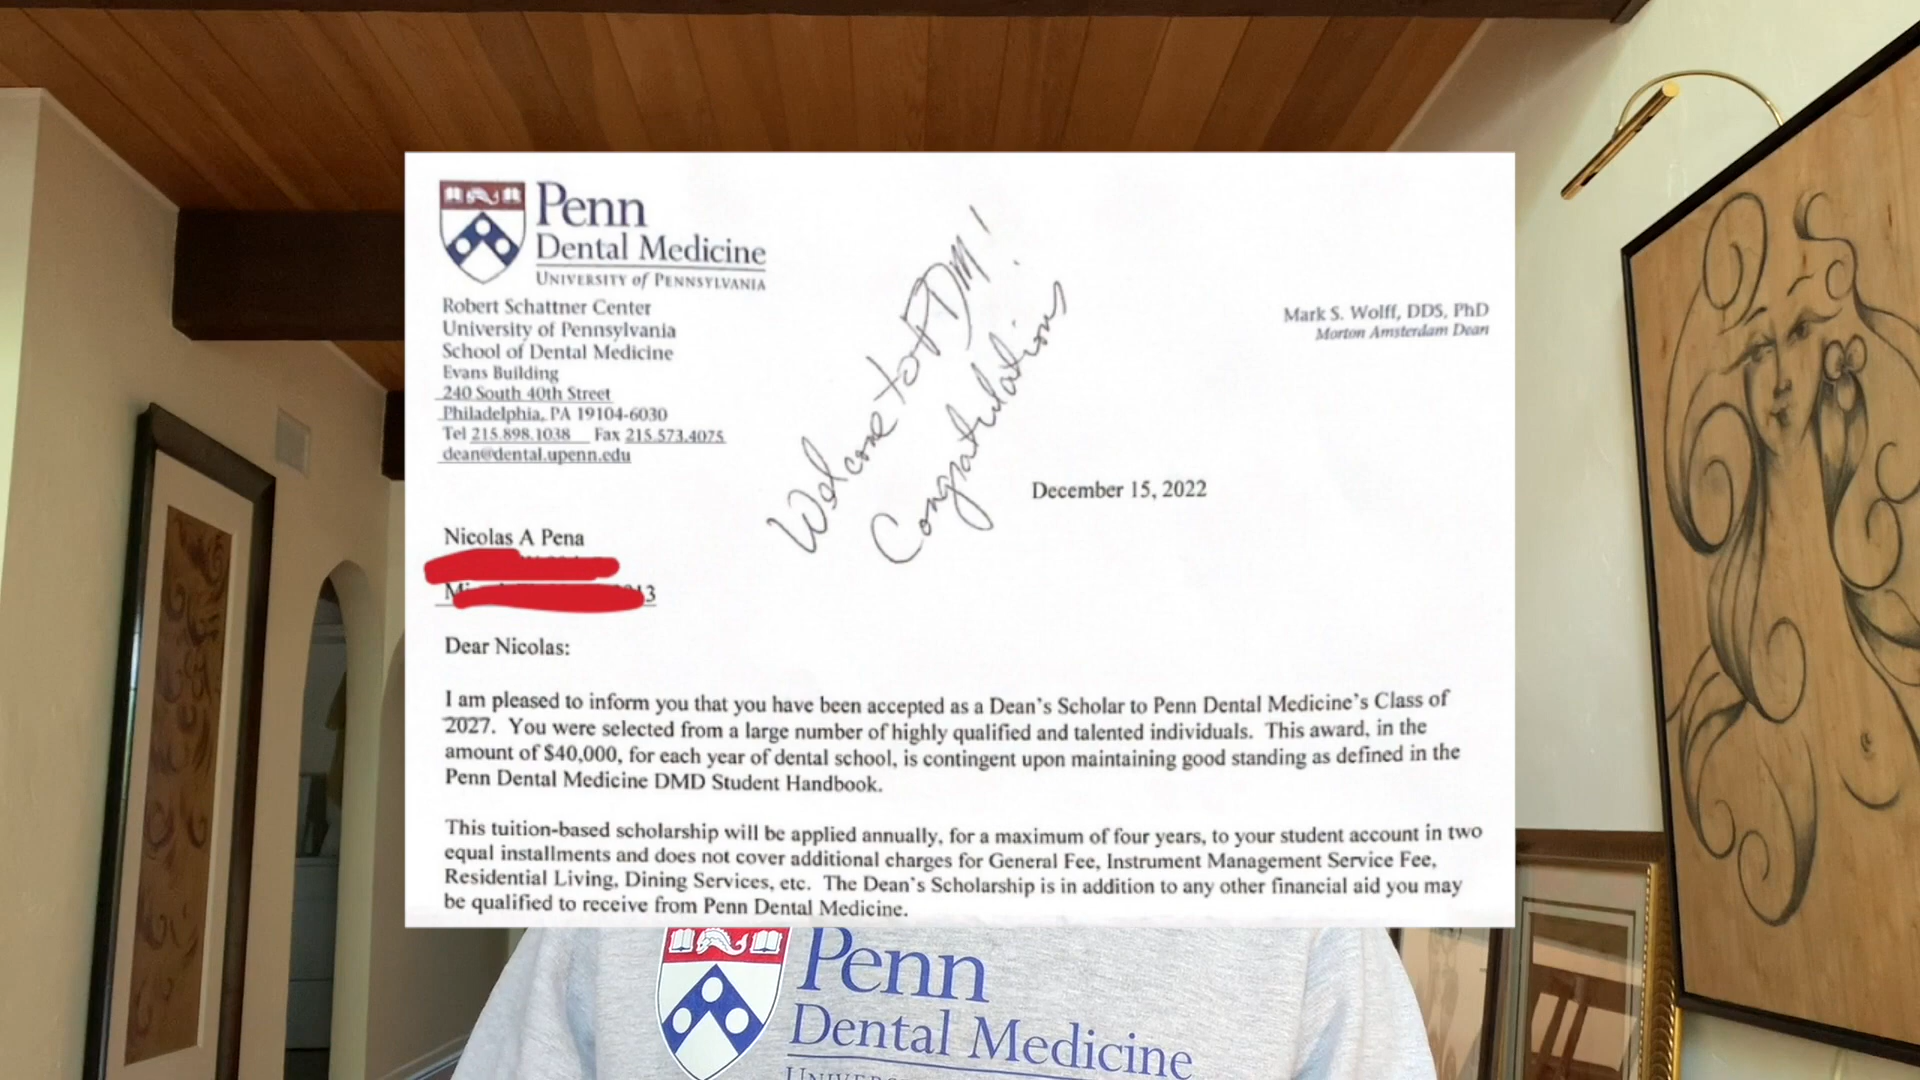 Penn
Dental Medicine
UNIVERSITY of PENNSYLVANIA
Robert Schattner Center
University of Pennsylvania
School of Dental Medicine
Evans Building
240 South 40th Street
Philadelphia, PA 19104-6030
Tel 215.898.1038 Fax 215.573.4075
dean@dental.upenn.edu
Welcome to PDM!
Congratulations
Mark S. Wolff, DDS, PhD
Morton Amsterdam Dean
December 15, 2022
Nicolas A Pena
Dear Nicolas:
I am pleased to inform you that you have been accepted as a Dean's Scholar to Penn Dental Medicine's Class of
2027. You were selected from a large number of highly qualified and talented individuals. This award, in the
amount of $40,000, for each year of dental school, is contingent upon maintaining good standing as defined in the
Penn Dental Medicine DMD Student Handbook.
This tuition-based scholarship will be applied annually, for a maximum of four years, to your student account in two
equal installments and does not cover additional charges for General Fee, Instrument Management Service Fee,
Residential Living, Dining Services, etc. The Dean's Scholarship is in addition to any other financial aid you may
be qualified to receive from Penn Dental Medicine.
Penn
Dental Medicine